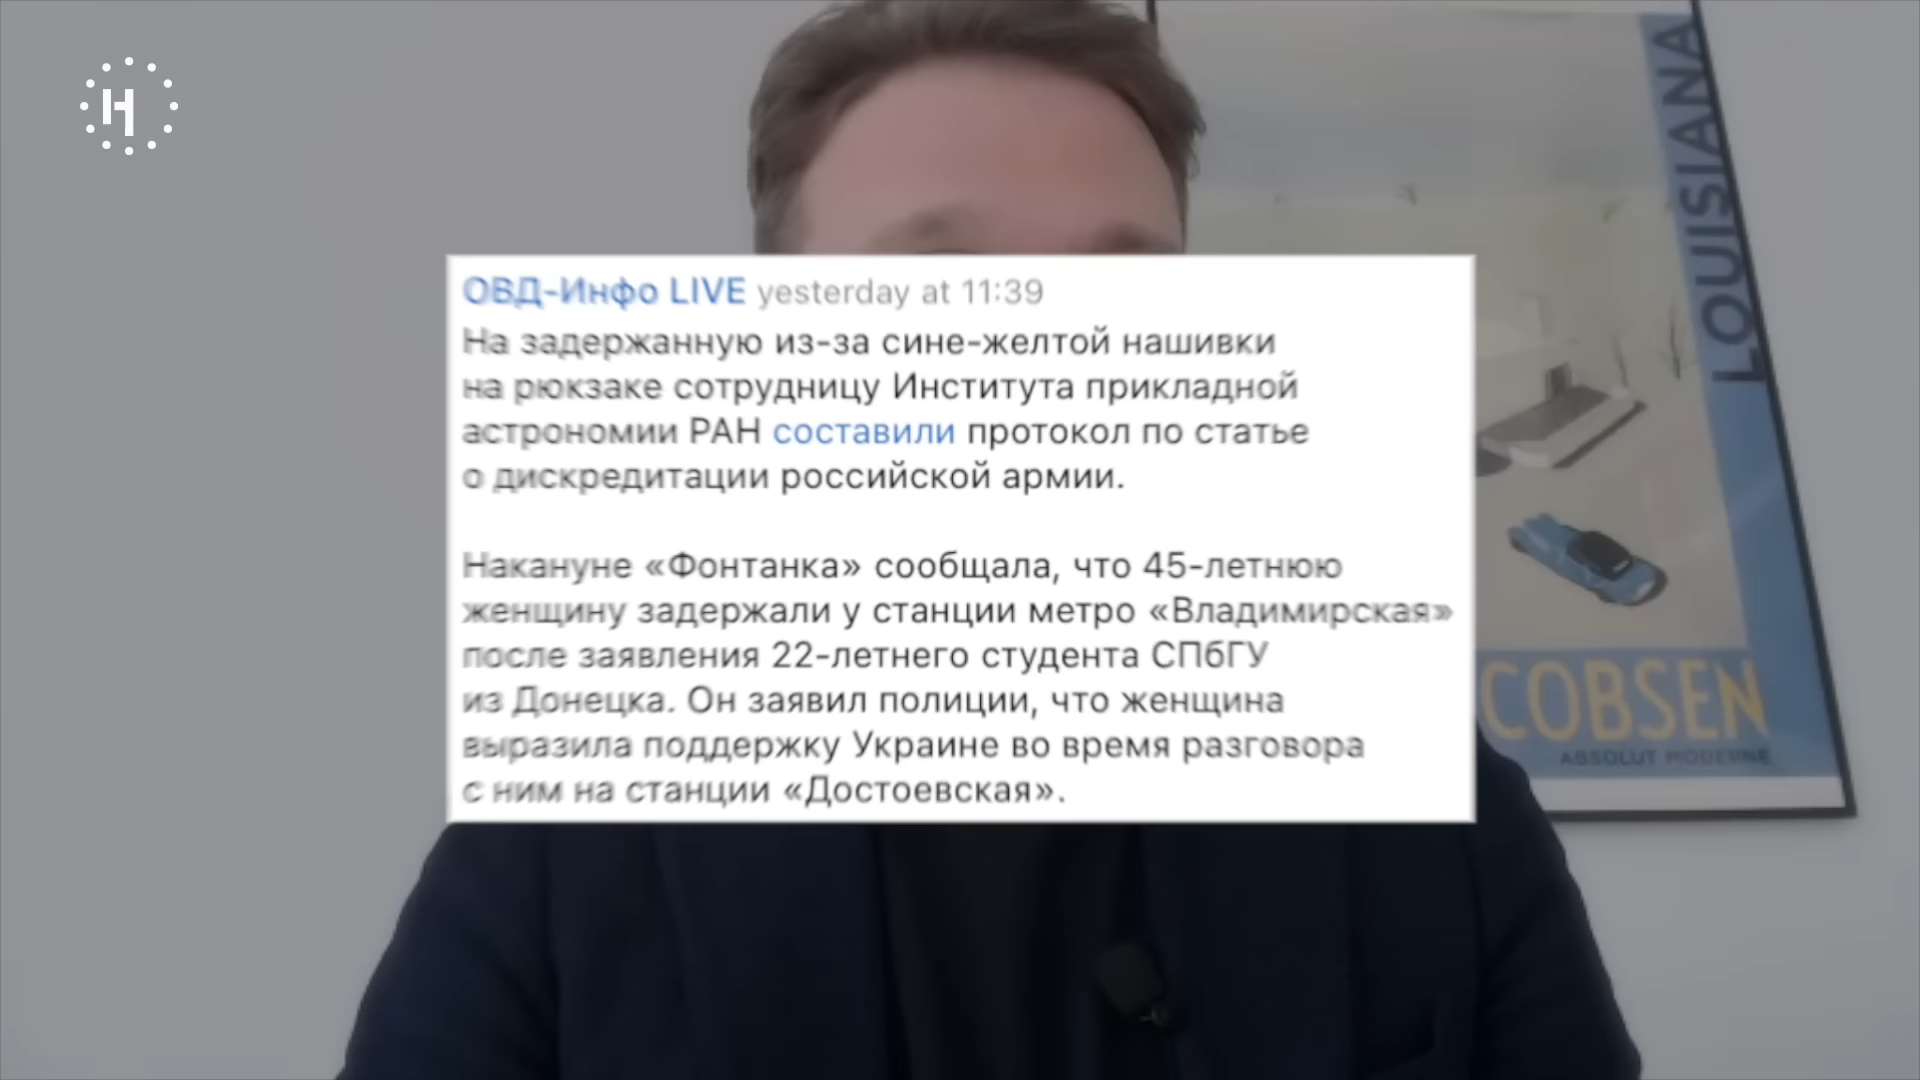 ОВД-Инфо LIVE yesterday at 11:39
На задержанную из-за сине-желтой нашивки
на рюкзаке сотрудницу Института прикладной
астрономии РАН составили протокол по статье
о дискредитации российской армии.
Накануне «Фонтанка» сообщала, что 45-летнюю
женщину задержали у станции метро «Владимирская»
после заявления 22-летнего студента СПбГУ
из Донецка. Он заявил полиции, что женщина
выразила поддержку Украине во время разговора
с ним на станции «Достоевская».
LOUISIANA
COBSEN
ABSOLUT MODERNE